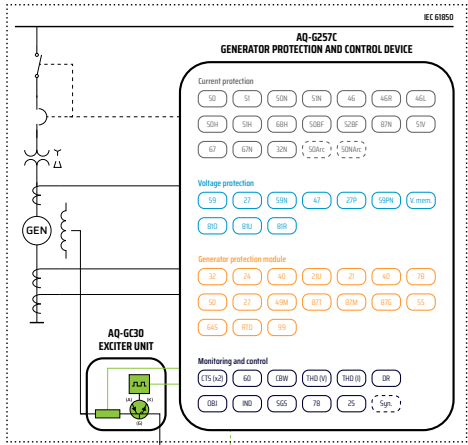 IEC 61850
AQ-G257C
GENERATOR PROTECTION AND CONTROL DEVICE
Current protection
50 51 50N 51N 46 46R 46L
50H 51H 68H 50BF 52BF 87N 51V
67 67N 32N 50Arc 50NArc
Voltage protection
59 27 59N 47 27P 59PN V. mem.
81O 81U 81R
Generator protection module
32 24 40 21U 21 40 78
50 27 49M 87T 87M 87G 55
64S RTD 99
Monitoring and control
CTS (x2) 60 CBW THD (V) THD (I) DR
OBJ IND SGS 78 25 Syn.
GEN
AQ-GC30
EXCITER UNIT
(A) (K)
(G)